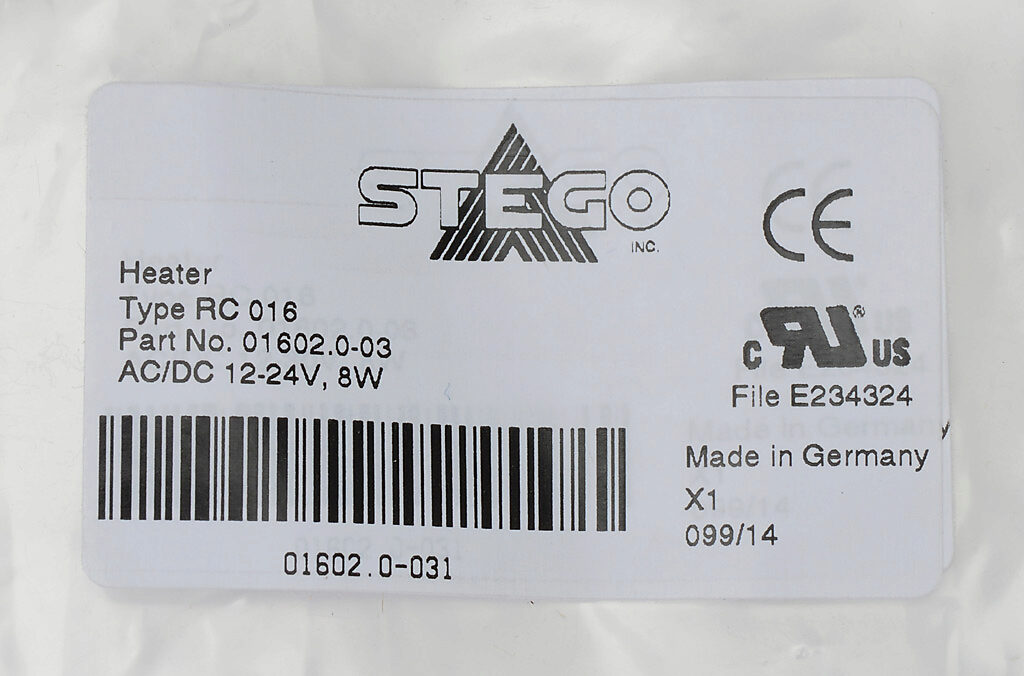 STEGO
INC.
CE
Heater
Type RC 016
Part No. 01602.0-03
AC/DC 12-24V, 8W
c RU ® US
File E234324
Made in Germany
X1
099/14
01602.0-031